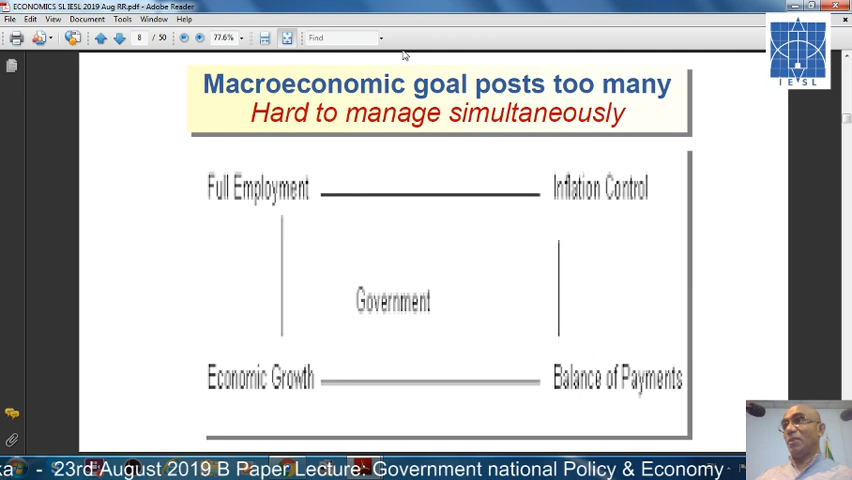 ECONOMICS SL IESL 2019 Aug RR.pdf - Adobe Reader
File Edit View Document Tools Window Help
8 / 50 77.6% Find
IESL
Macroeconomic goal posts too many
Hard to manage simultaneously
Full Employment Inflation Control
Government
Economic Growth Balance of Payments
ka - 23rd August 2019 B Paper Lecture: Government national Policy & Economy